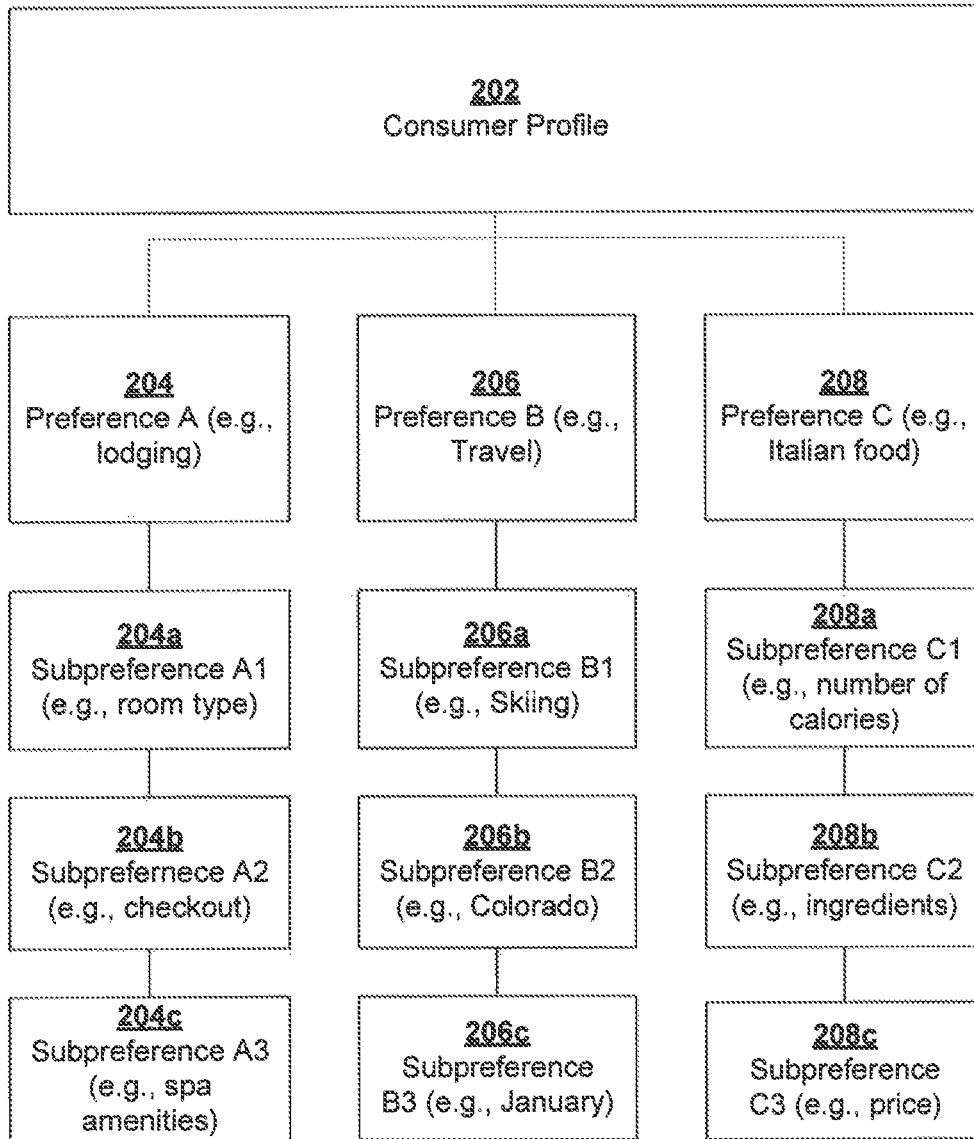 202
Consumer Profile
204
Preference A (e.g.,
lodging)
206
Preference B (e.g.,
Travel)
208
Preference C (e.g.,
Italian food)
204a
Subpreference A1
(e.g., room type)
206a
Subpreference B1
(e.g., Skiing)
208a
Subpreference C1
(e.g., number of
calories)
204b
Subprefernece A2
(e.g., checkout)
206b
Subpreference B2
(e.g., Colorado)
208b
Subpreference C2
(e.g., ingredients)
204c
Subpreference A3
(e.g., spa
amenities)
206c
Subpreference
B3 (e.g., January)
208c
Subpreference
C3 (e.g., price)